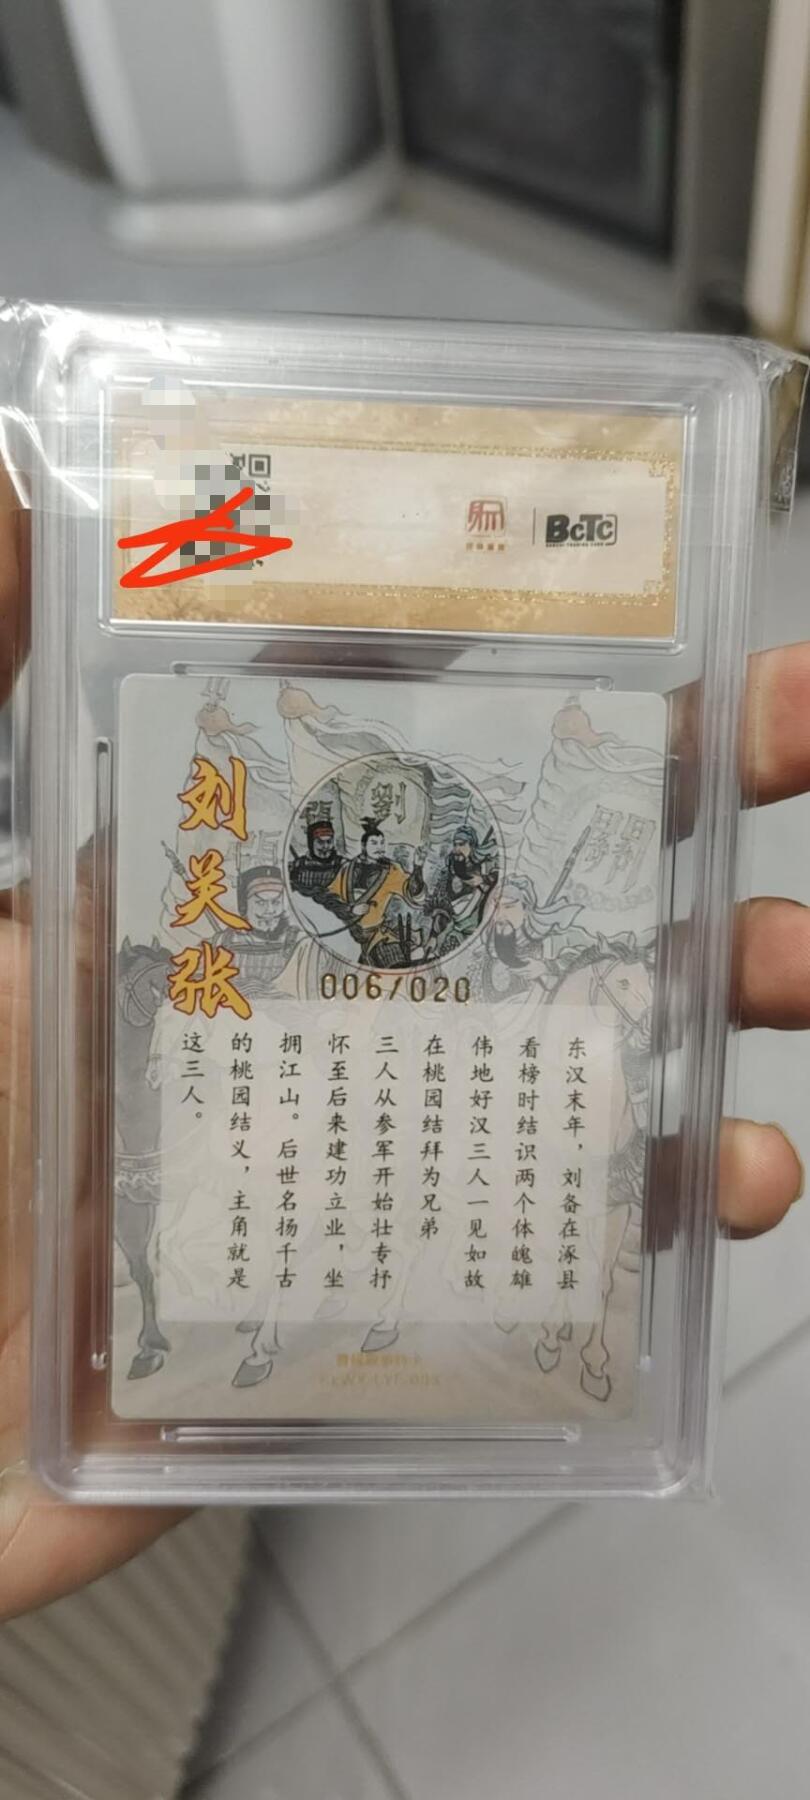 BCTC
刘关张
劉
006/020
东汉末年，刘备在涿县
看榜时结识两个体魄雄
伟地好汉三人一见如故
在桃园结拜为兄弟
三人从参军开始壮专抒
怀至后来建功立业，坐
拥江山。后世名扬千古
的桃园结义，主角就是
这三人。